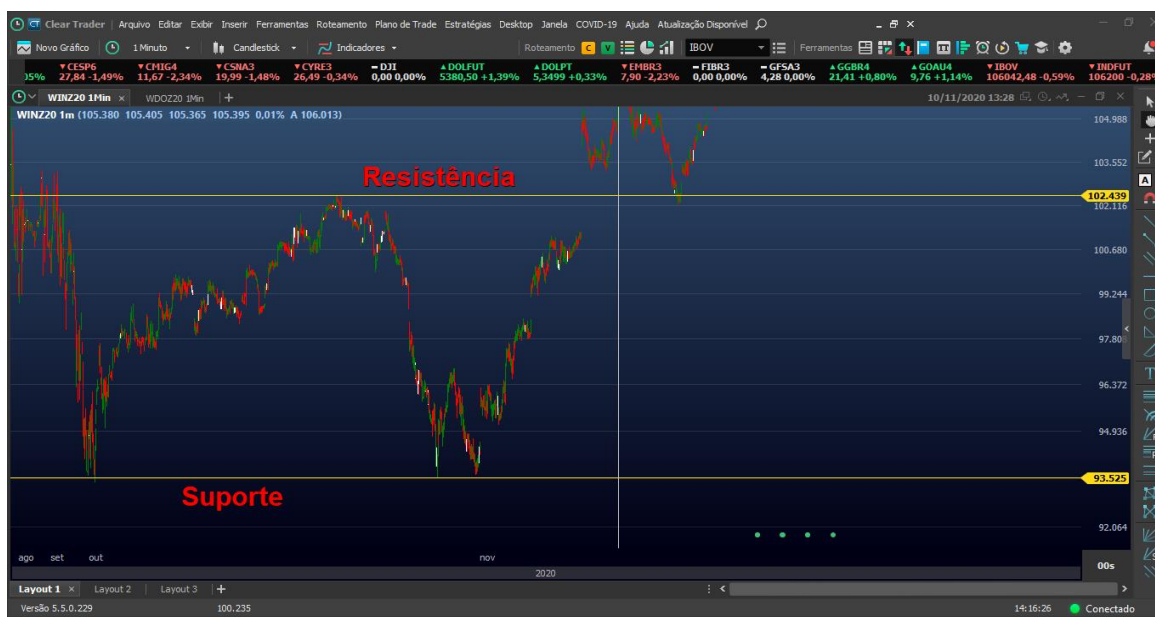 Clear Trader Arquivo Editar Exibir Inserir Ferramentas Roteamento Plano de Trade Estratégias Desktop Janela COVID-19 Ajuda Atualização Disponível
Novo Gráfico 1 Minuto Candlestick Indicadores Roteamento C V IBOV Ferramentas
▼CESP6 ▼CMIG4 ▼CSNA3 ▼CYRE3 DJI ▲DOLFUT ▲DOLPT ▼EMBR3 FIBR3 GFSA3 ▲GGBR4 ▲GOAU4 ▼IBOV ▼INDFUT
35% 27,84 -1,49% 11,67 -2,34% 19,99 -1,48% 26,49 -0,34% 0,00 0,00% 5380,50 +1,39% 5,3499 +0,33% 7,90 -2,23% 0,00 0,00% 4,28 0,00% 21,41 +0,80% 9,76 +1,14% 106042,48 -0,59% 106200 -0,28%
WINZ20 1Min × WDOZ20 1Min + 10/11/2020 13:28
WINZ20 1m (105.380 105.405 105.365 105.395 0,01% A 106.013)
104.988
103.552
Resistência
102.439
102.116
100.680
99.244
97.808
96.372
94.936
93.525
Suporte
92.064
ago set out nov
2020
00s
Layout 1 × Layout 2 Layout 3 +
Versão 5.5.0.229 100.235 14:16:26 Conectado